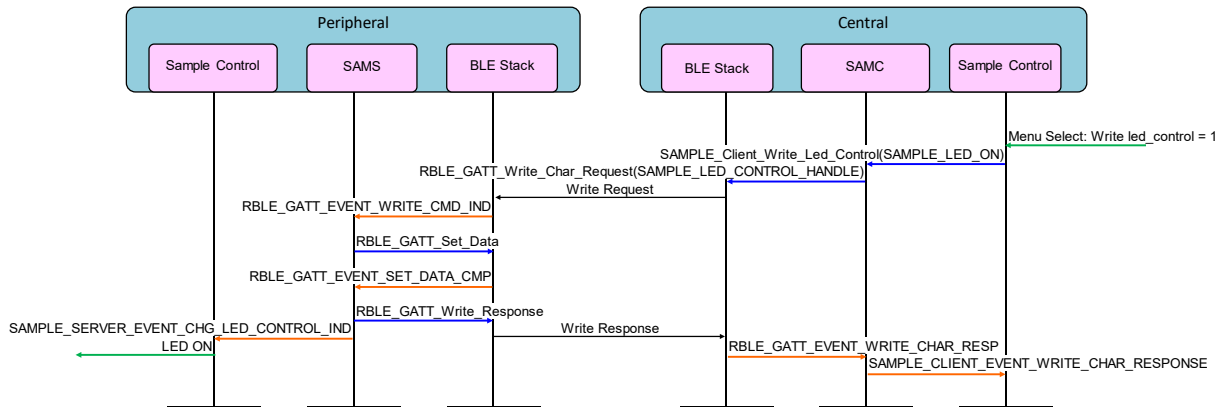 Peripheral
Central
Sample Control
SAMS
BLE Stack
BLE Stack
SAMC
Sample Control
Menu Select: Write led_control = 1
SAMPLE_Client_Write_Led_Control(SAMPLE_LED_ON)
RBLE_GATT_Write_Char_Request(SAMPLE_LED_CONTROL_HANDLE)
Write Request
RBLE_GATT_EVENT_WRITE_CMD_IND
RBLE_GATT_Set_Data
RBLE_GATT_EVENT_SET_DATA_CMP
RBLE_GATT_Write_Response
SAMPLE_SERVER_EVENT_CHG_LED_CONTROL_IND
Write Response
LED ON
RBLE_GATT_EVENT_WRITE_CHAR_RESP
SAMPLE_CLIENT_EVENT_WRITE_CHAR_RESPONSE